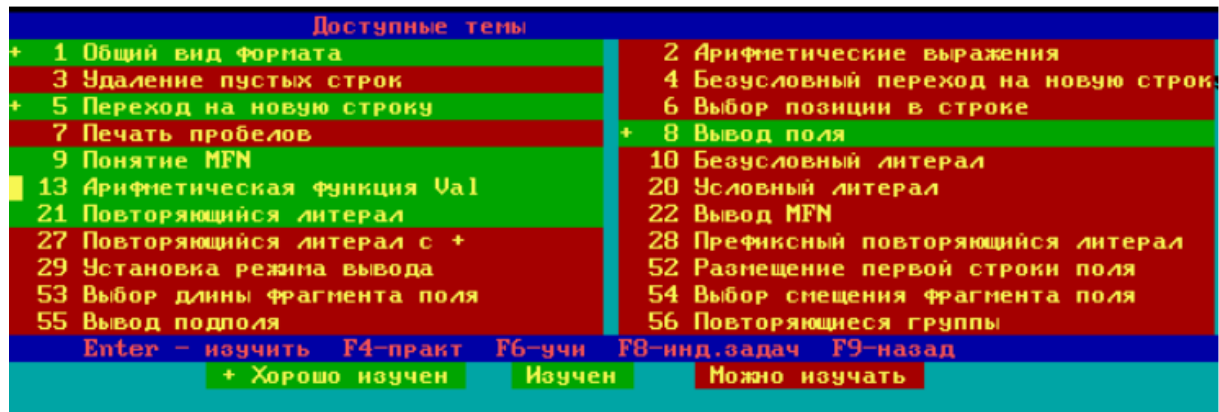 Доступные темы
+ 1 Общий вид формата 2 Арифметические выражения
3 Удаление пустых строк 4 Безусловный переход на новую строк
+ 5 Переход на новую строку 6 Выбор позиции в строке
7 Печать пробелов + 8 Вывод поля
9 Понятие MFN 10 Безусловный литерал
13 Арифметическая функция Val 20 Условный литерал
21 Повторяющийся литерал 22 Вывод MFN
27 Повторяющийся литерал с + 28 Префиксный повторяющийся литерал
29 Установка режима вывода 52 Размещение первой строки поля
53 Выбор длины фрагмента поля 54 Выбор смещения фрагмента поля
55 Вывод подполя 56 Повторяющиеся группы
Enter - изучить F4-практ F6-учи F8-инд.задач F9-назад
+ Хорошо изучен Изучен Можно изучать